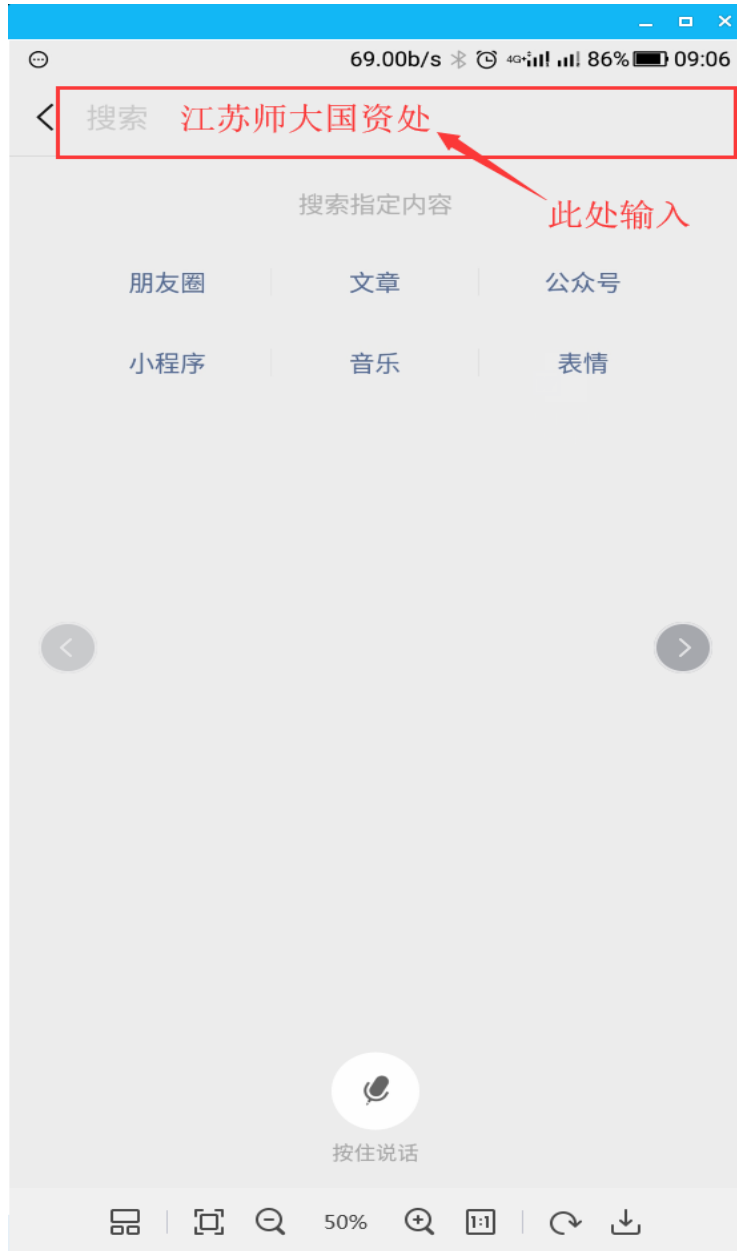 69.00b/s 4G+ 86% 09:06
搜索 江苏师大国资处
搜索指定内容
此处输入
朋友圈 文章 公众号
小程序 音乐 表情
按住说话
50% 1:1